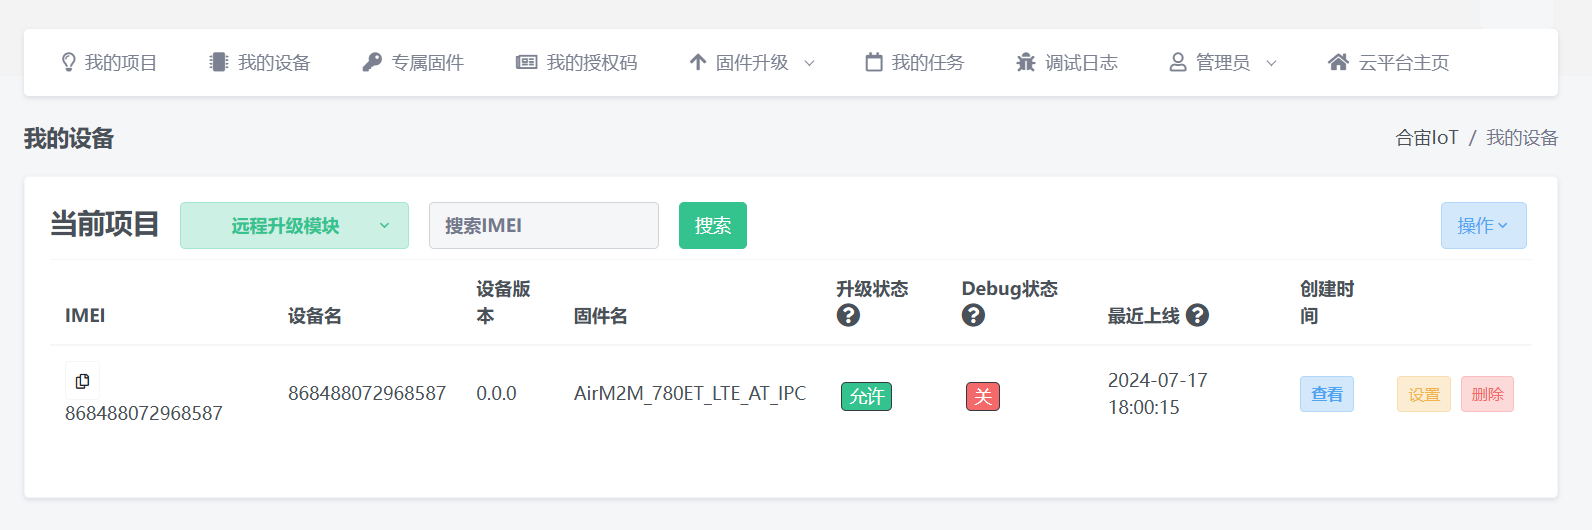 我的项目 我的设备 专属固件 我的授权码 固件升级 我的任务 调试日志 管理员 云平台主页
我的设备 合宙IoT / 我的设备
当前项目 远程升级模块 搜索IMEI 搜索 操作
IMEI 设备名 设备版本 固件名 升级状态 Debug状态 最近上线 创建时间
868488072968587 868488072968587 0.0.0 AirM2M_780ET_LTE_AT_IPC 允许 关 2024-07-17 18:00:15 查看 设置 删除